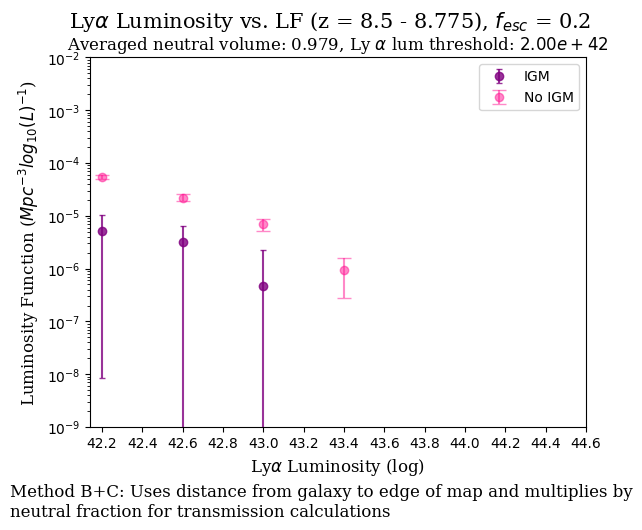 Lyα Luminosity vs. LF (z = 8.5 - 8.775), f_esc = 0.2
Averaged neutral volume: 0.979, Ly α lum threshold: 2.00e + 42
Luminosity Function (Mpc⁻³log₁₀(L)⁻¹)
10⁻²
10⁻³
10⁻⁴
10⁻⁵
10⁻⁶
10⁻⁷
10⁻⁸
10⁻⁹
IGM
No IGM
42.2 42.4 42.6 42.8 43.0 43.2 43.4 43.6 43.8 44.0 44.2 44.4 44.6
Lyα Luminosity (log)
Method B+C: Uses distance from galaxy to edge of map and multiplies by
neutral fraction for transmission calculations